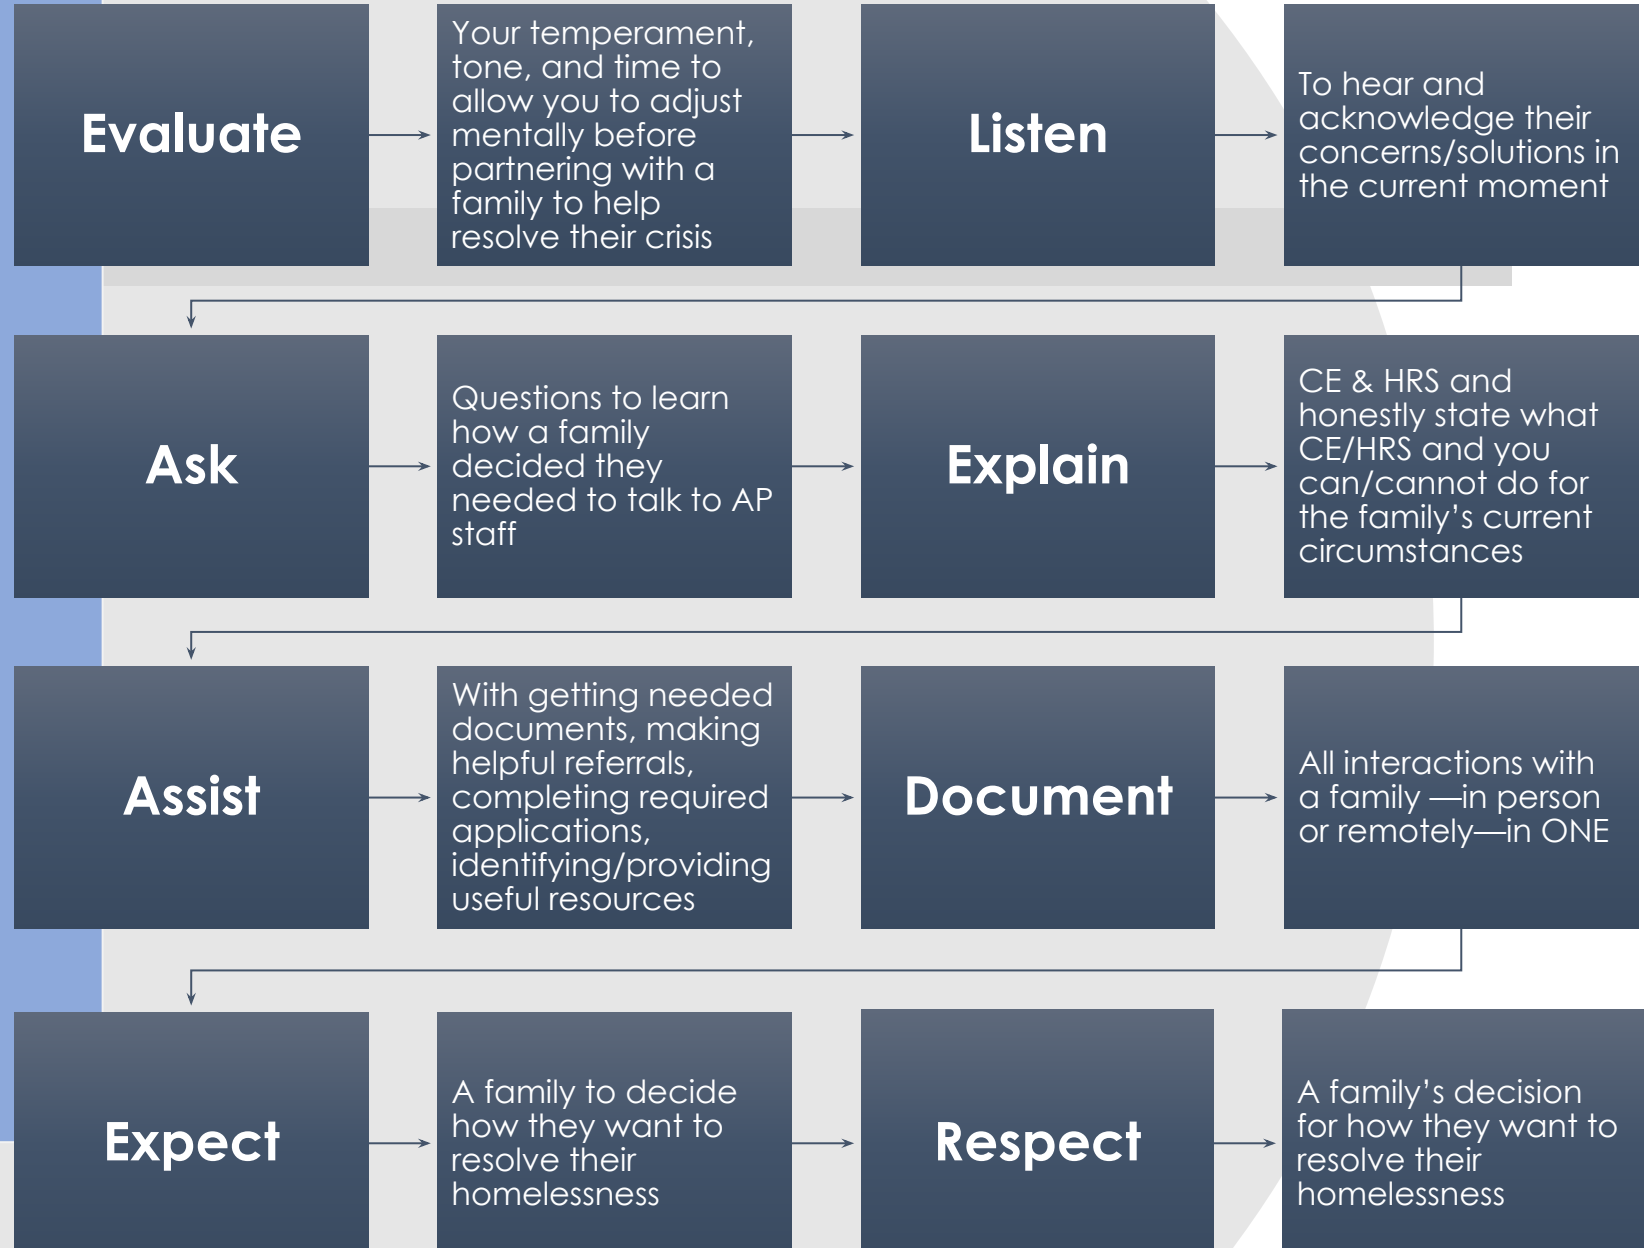 Evaluate
Your temperament,
tone, and time to
allow you to adjust
mentally before
partnering with a
family to help
resolve their crisis
Listen
To hear and
acknowledge their
concerns/solutions in
the current moment
Ask
Questions to learn
how a family
decided they
needed to talk to AP
staff
Explain
CE & HRS and
honestly state what
CE/HRS and you
can/cannot do for
the family’s current
circumstances
Assist
With getting needed
documents, making
helpful referrals,
completing required
applications,
identifying/providing
useful resources
Document
All interactions with
a family —in person
or remotely—in ONE
Expect
A family to decide
how they want to
resolve their
homelessness
Respect
A family’s decision
for how they want to
resolve their
homelessness